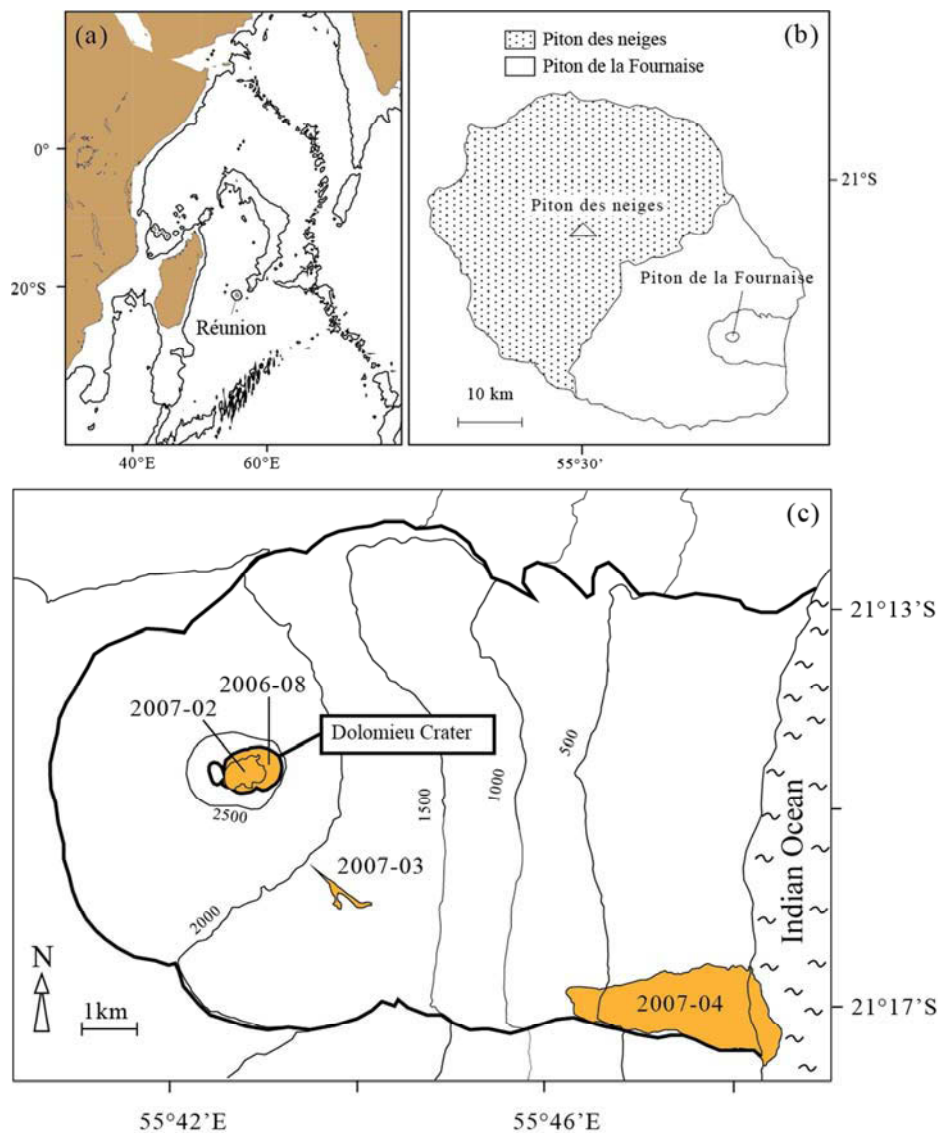 (a)
0°
20°S
Réunion
40°E
60°E
(b)
Piton des neiges
Piton de la Fournaise
21°S
Piton des neiges
Piton de la Fournaise
10 km
55°30'
(c)
21°13'S
2006-08
2007-02
Dolomieu Crater
2500
500
1000
1500
2007-03
2000
Indian Ocean
N
1km
2007-04
21°17'S
55°42'E
55°46'E